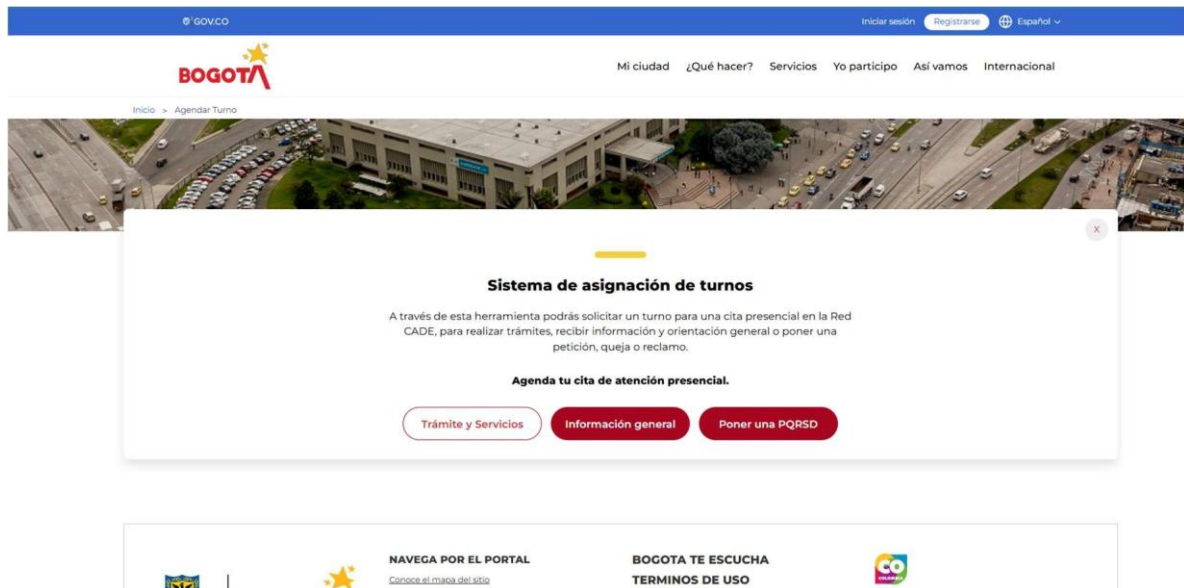 GOV.CO
Iniciar sesión Registrarse Español
BOGOTA
Mi ciudad ¿Qué hacer? Servicios Yo participo Así vamos Internacional
Inicio > Agendar Turno
X
Sistema de asignación de turnos
A través de esta herramienta podrás solicitar un turno para una cita presencial en la Red
CADE, para realizar trámites, recibir información y orientación general o poner una
petición, queja o reclamo.
Agenda tu cita de atención presencial.
Trámite y Servicios Información general Poner una PQRSD
NAVEGA POR EL PORTAL
Conoce el mapa del sitio
BOGOTA TE ESCUCHA
TERMINOS DE USO
CO
COLOMBIA